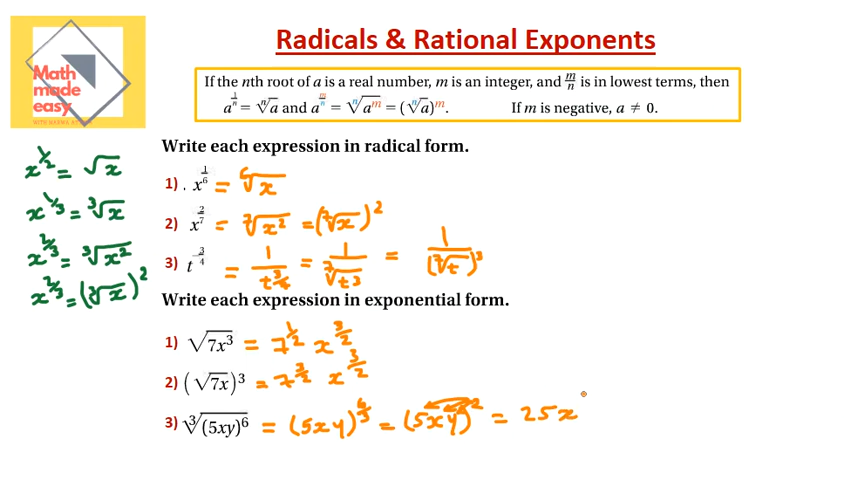 Radicals & Rational Exponents
Math
made
easy
If the nth root of a is a real number, m is an integer, and m/n is in lowest terms, then
a^(1/n) = ⁿ√a and a^(m/n) = ⁿ√(a^m) = (ⁿ√a)^m. If m is negative, a ≠ 0.
x^(1/2) = √x
x^(1/3) = ³√x
x^(2/3) = ³√(x²)
x^(2/3) = (³√x)²
Write each expression in radical form.
1) . x^(1/6) = ⁶√x
2) x^(2/7) = ⁷√(x²) = (⁷√x)²
3) t^(-3/4) = 1/t^(3/4) = 1/⁷√(t³) = 1/(⁷√t)³
Write each expression in exponential form.
1) √(7x³) = 7^(1/2) x^(3/2)
2) (√(7x))³ = 7^(3/2) x^(3/2)
3) ³√((5xy)⁶) = (5xy)^(6/3) = (5xy)² = 25x